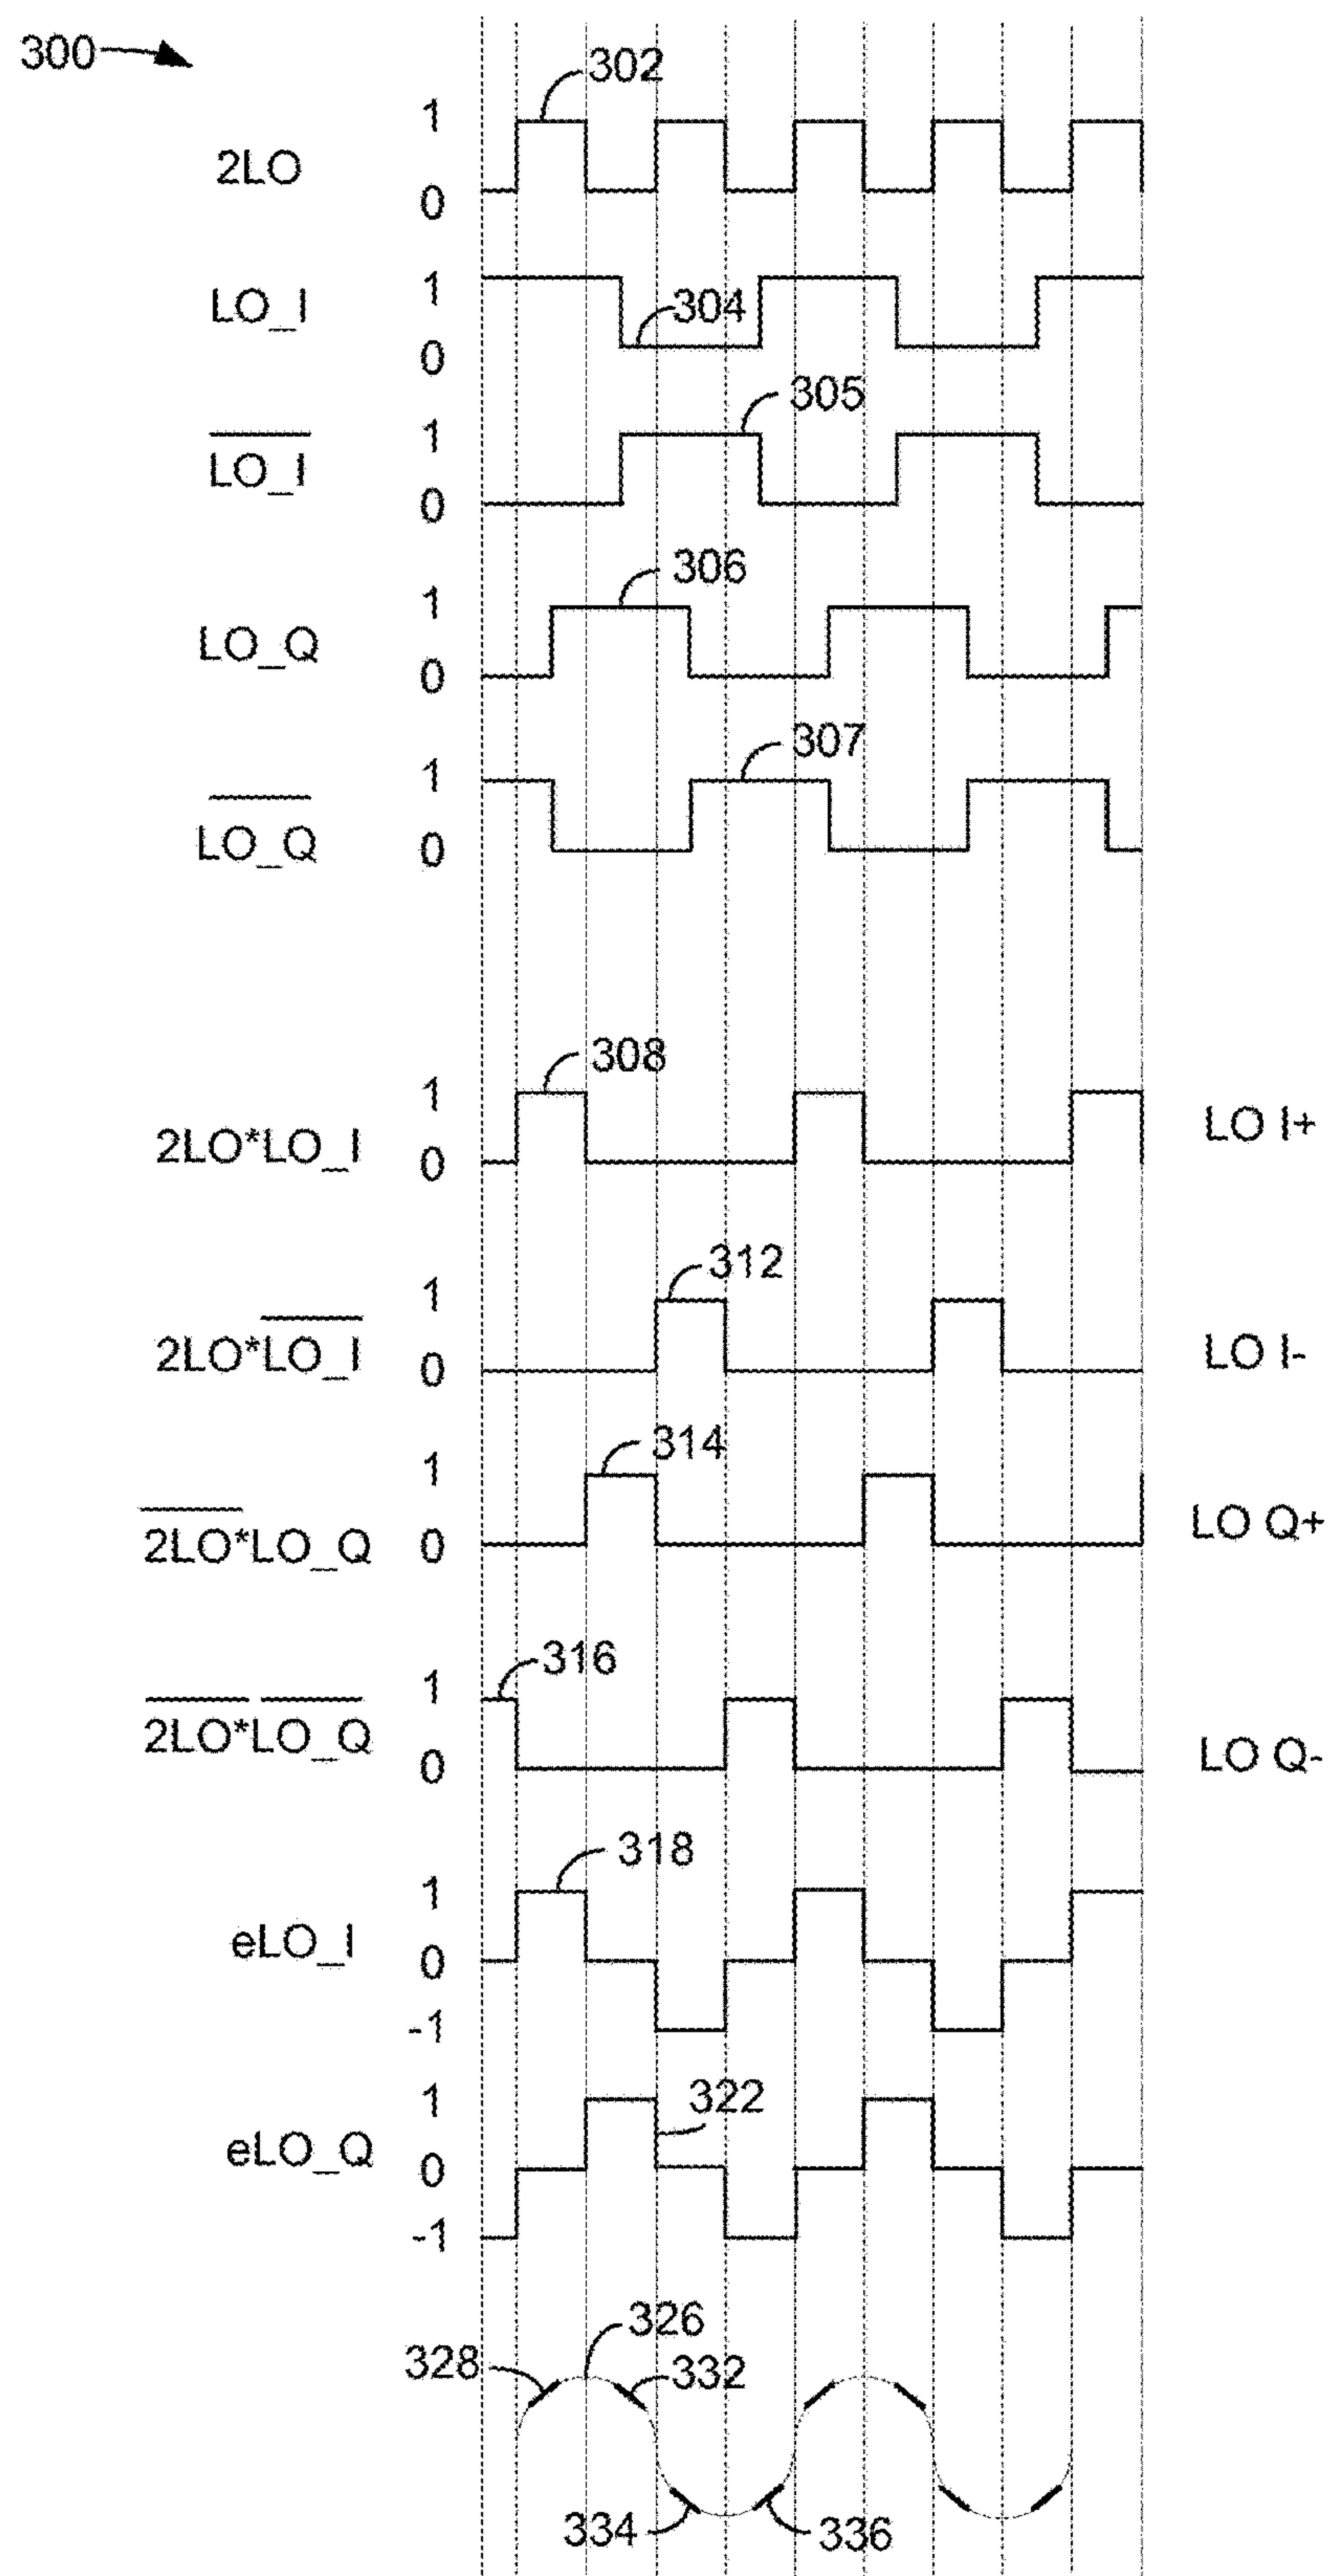 300
302
1
2LO
0
1
LO_I
304
0
305
1
LO_I
0
306
1
LO_Q
0
307
1
LO_Q
0
308
1
2LO*LO_I
0
LO I+
312
1
2LO*LO_I
0
LO I-
314
1
2LO*LO_Q
0
LO Q+
316
1
2LO*LO_Q
0
LO Q-
318
1
eLO_I
0
-1
322
1
eLO_Q
0
-1
326
328
332
334
336